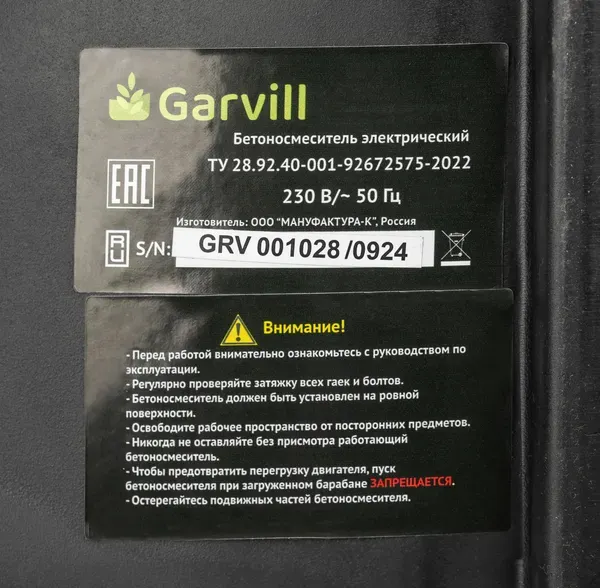 Garvill
Бетоносмеситель электрический
ТУ 28.92.40-001-92672575-2022
EAC
230 В/~ 50 Гц
Изготовитель: ООО "МАНУФАКТУРА-К", Россия
RU S/N: GRV 001028 /0924
Внимание!
- Перед работой внимательно ознакомьтесь с руководством по
эксплуатации.
- Регулярно проверяйте затяжку всех гаек и болтов.
- Бетоносмеситель должен быть установлен на ровной
поверхности.
- Освободите рабочее пространство от посторонних предметов.
- Никогда не оставляйте без присмотра работающий
бетоносмеситель.
- Чтобы предотвратить перегрузку двигателя, пуск
бетоносмесителя при загруженном барабане ЗАПРЕЩАЕТСЯ.
- Остерегайтесь подвижных частей бетоносмесителя.